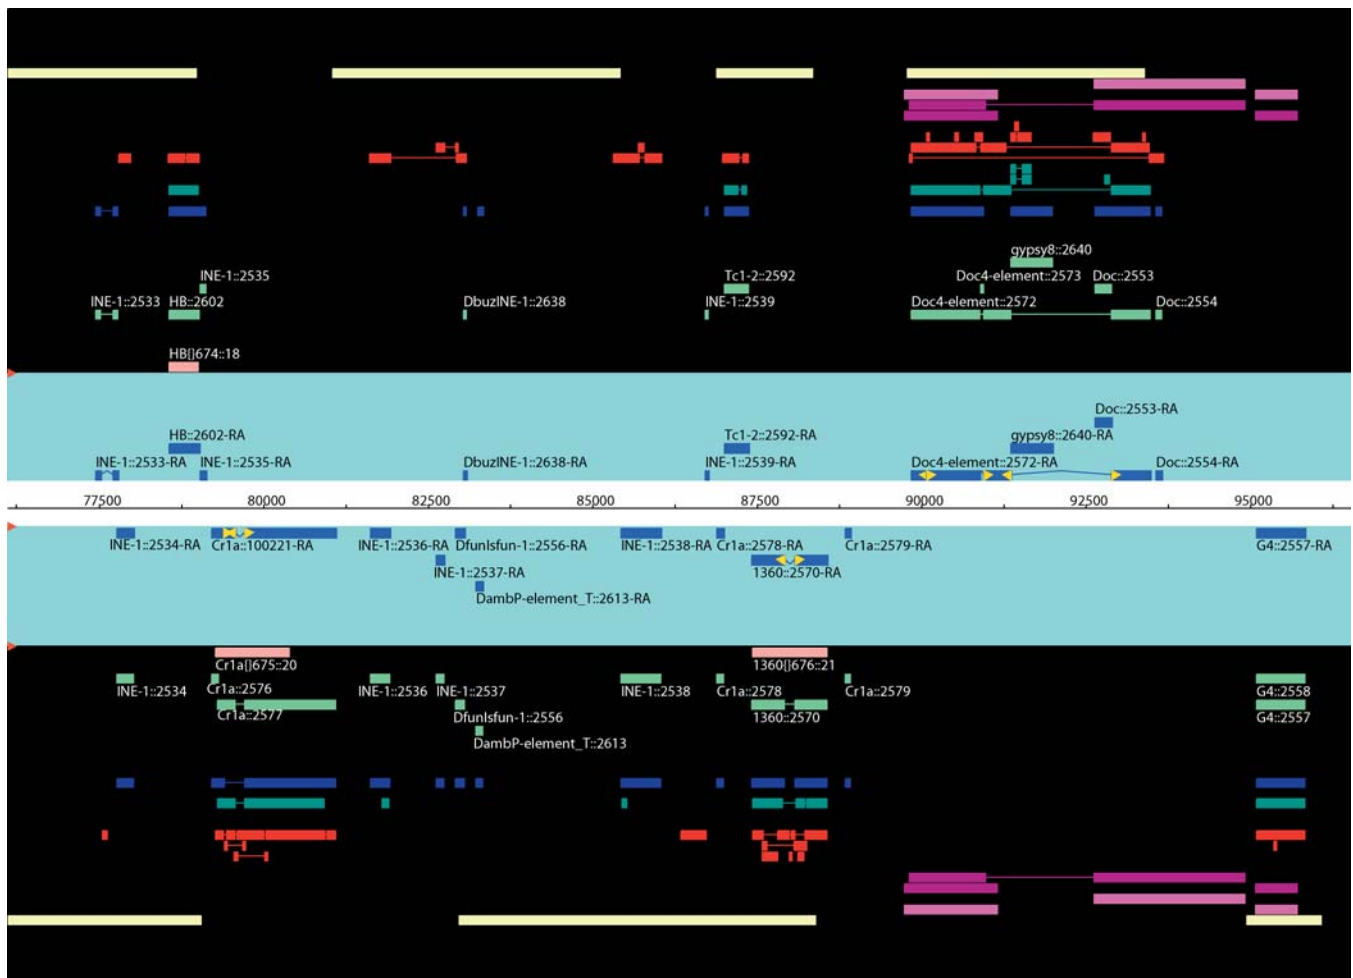 gypsy8::2640
INE-1::2535 Tc1-2::2592 Doc4-element::2573 Doc::2553
INE-1::2533 HB::2602 DbuzINE-1::2638 INE-1::2539 Doc4-element::2572 Doc::2554
HB{}674::18
Doc::2553-RA
HB::2602-RA Tc1-2::2592-RA gypsy8::2640-RA
INE-1::2533-RA INE-1::2535-RA DbuzINE-1::2638-RA INE-1::2539-RA Doc4-element::2572-RA Doc::2554-RA
77500 80000 82500 85000 87500 90000 92500 95000
INE-1::2534-RA Cr1a::100221-RA INE-1::2536-RA DfunIsfun-1::2556-RA INE-1::2538-RA Cr1a::2578-RA Cr1a::2579-RA G4::2557-RA
INE-1::2537-RA 1360::2570-RA
DambP-element_T::2613-RA
Cr1a{}675::20 1360{}676::21
INE-1::2534 Cr1a::2576 INE-1::2536 INE-1::2537 INE-1::2538 Cr1a::2578 Cr1a::2579 G4::2558
Cr1a::2577 DfunIsfun-1::2556 1360::2570 G4::2557
DambP-element_T::2613